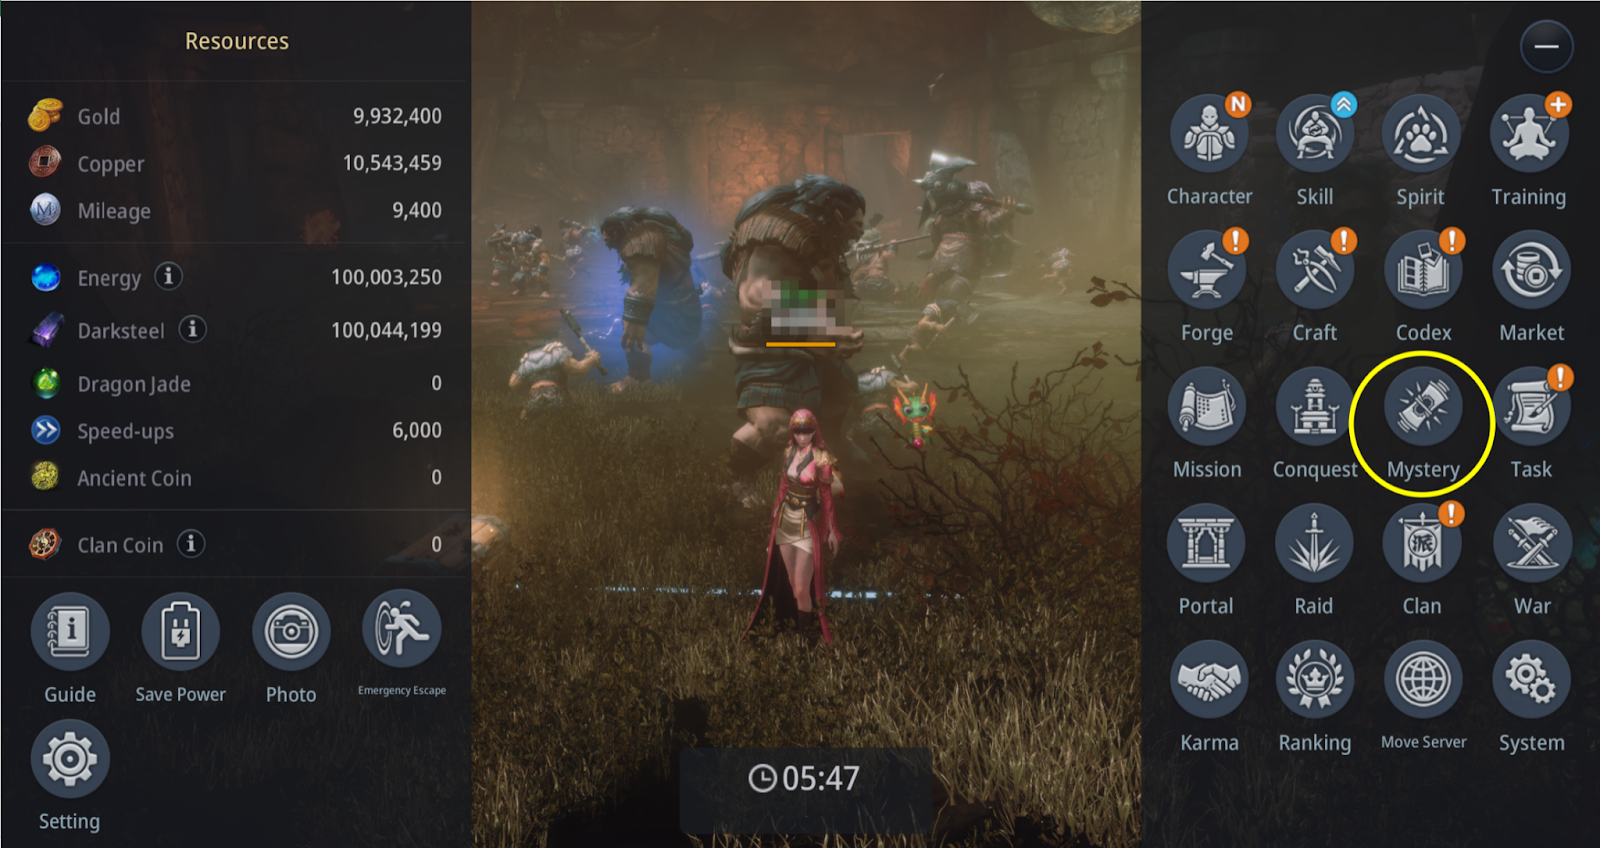 Resources
Gold 9,932,400
Copper 10,543,459
Mileage 9,400
Energy i 100,003,250
Darksteel i 100,044,199
Dragon Jade 0
Speed-ups 6,000
Ancient Coin 0
Clan Coin i 0
Guide Save Power Photo Emergency Escape
Setting
05:47
N
Character Skill Spirit Training
! ! !
Forge Craft Codex Market
!
Mission Conquest Mystery Task
! 派
Portal Raid Clan War
Karma Ranking Move Server System